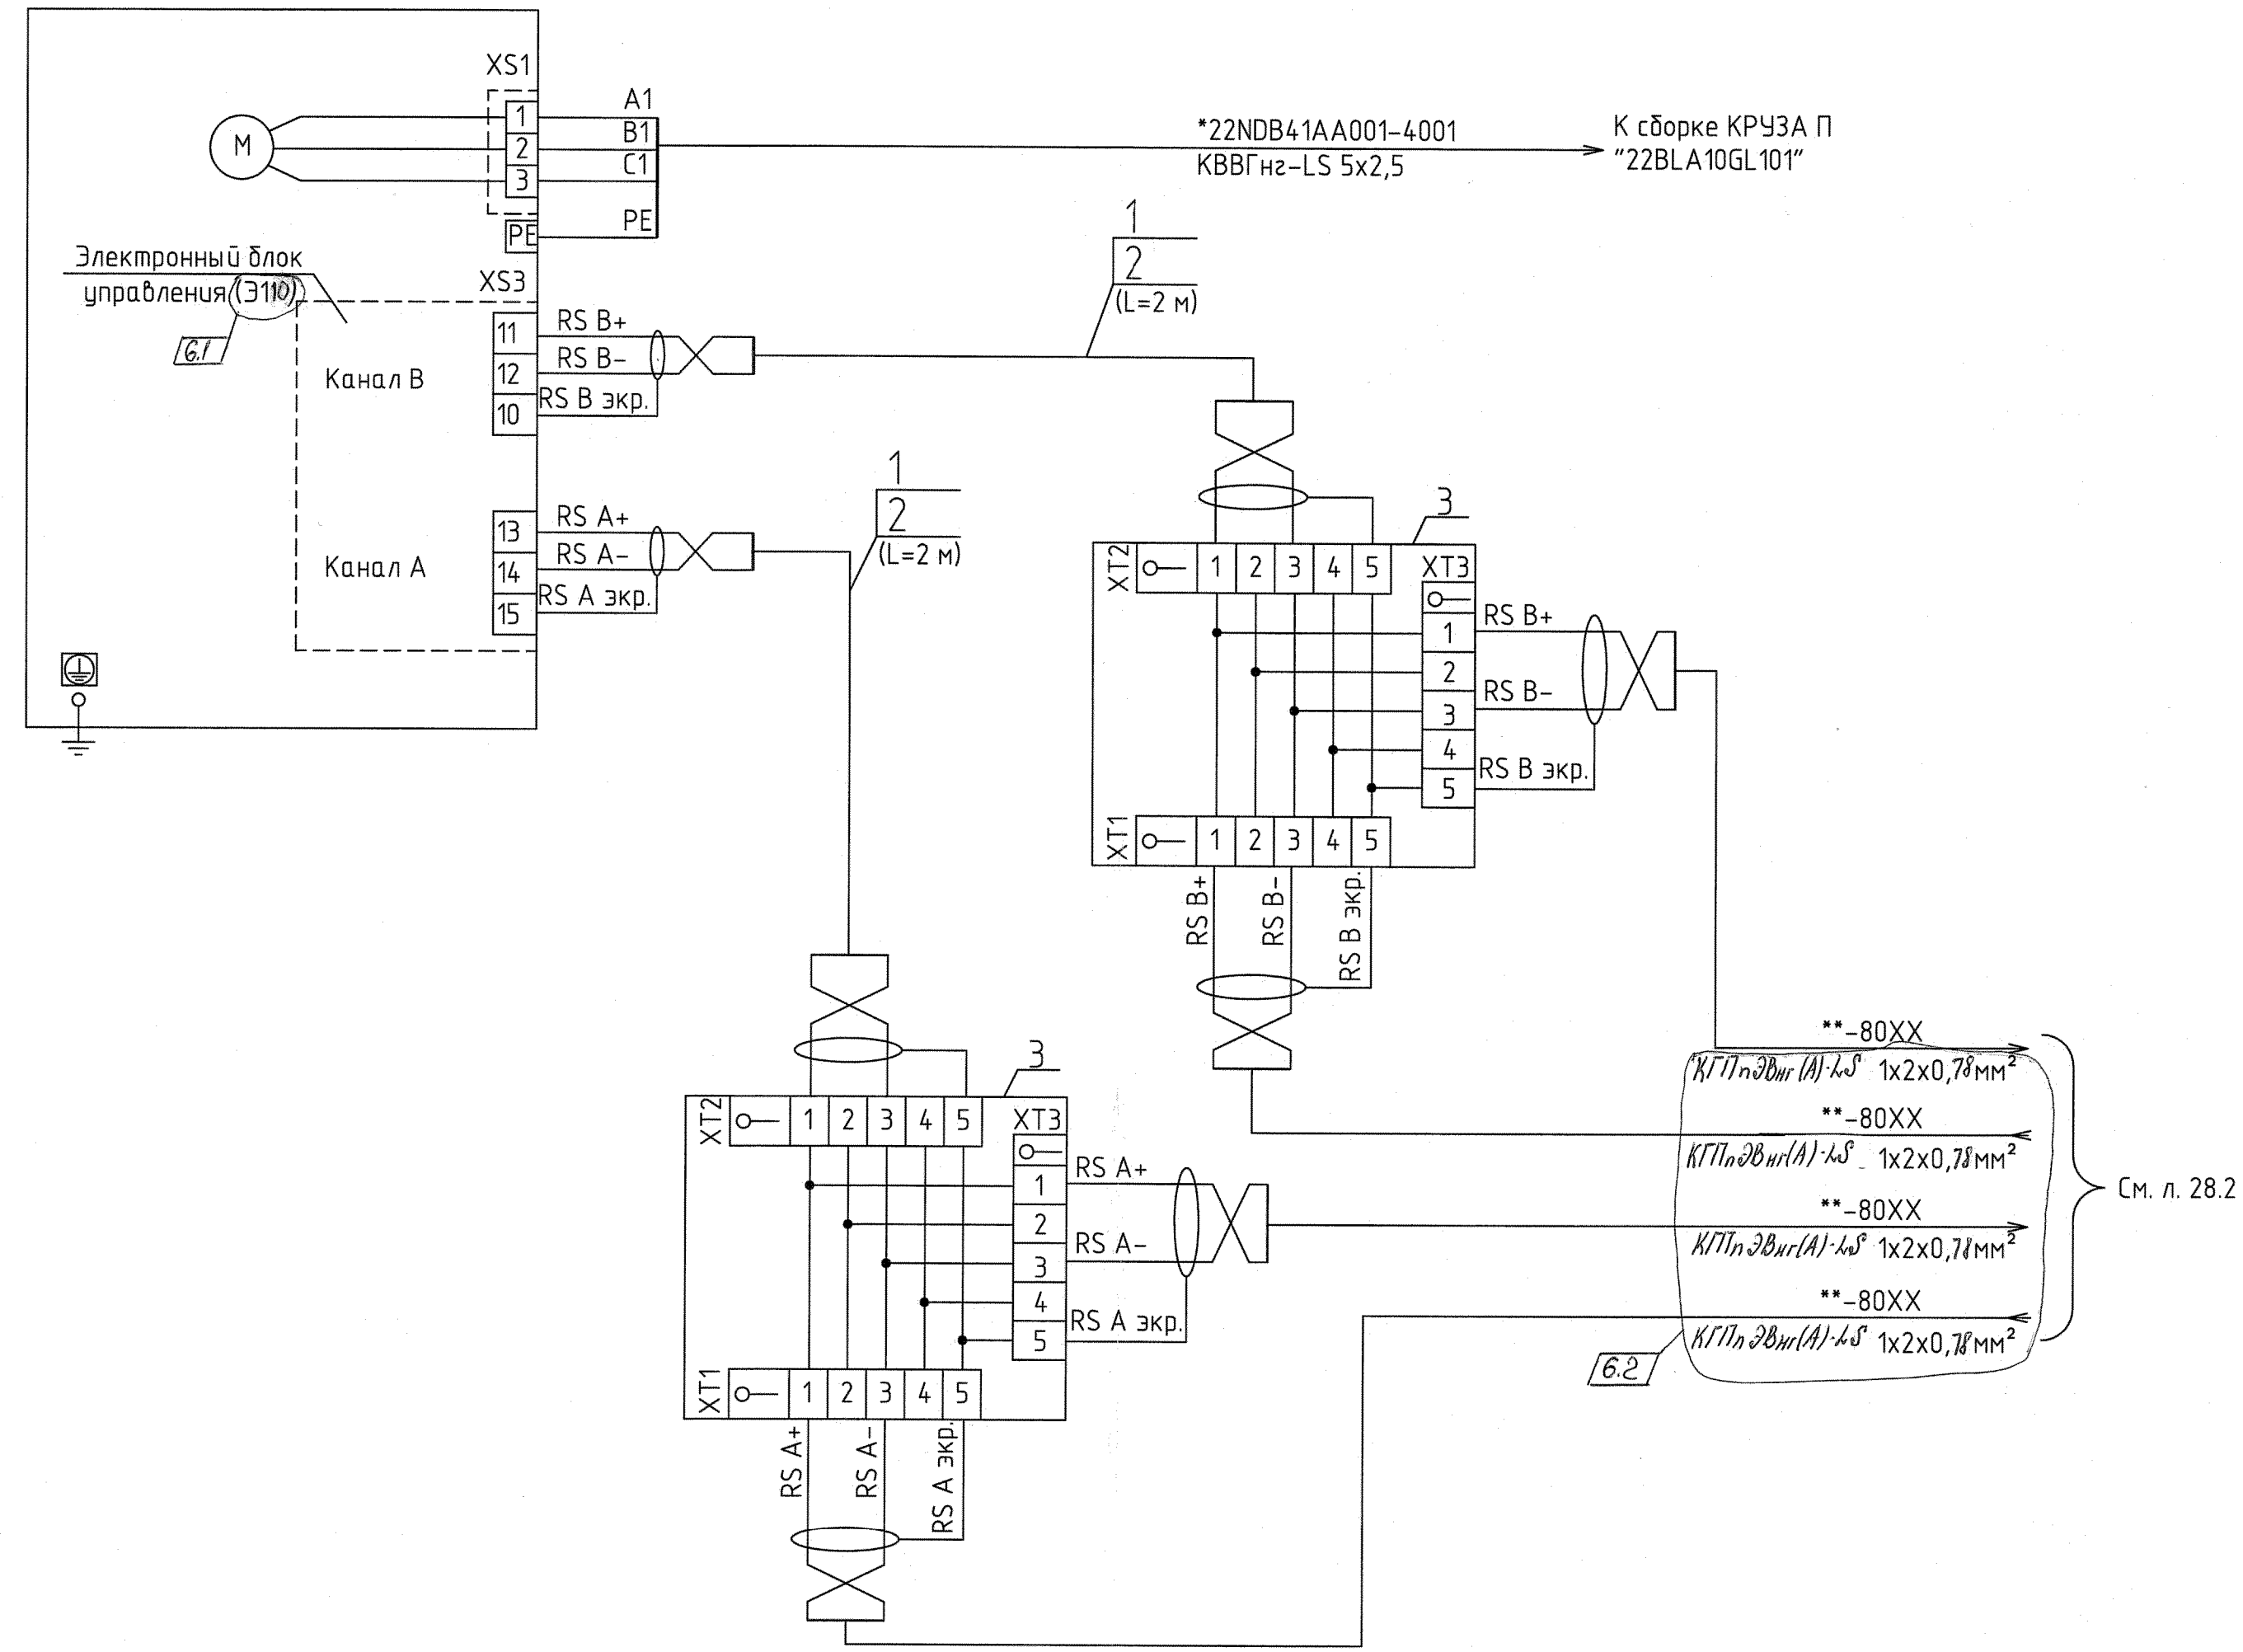 XS1
M
1
2
3
PE
A1
B1
C1
PE
*22NDB41AA001-4001
КВВГнг-LS 5х2,5
К сборке КРУЗА П
"22BLA10GL101"
Электронный блок
управления (Э110)
6.1
XS3
Канал В
11
12
10
RS B+
RS B-
RS B экр.
1
2
(L=2 м)
Канал А
13
14
15
RS A+
RS A-
RS A экр.
1
2
(L=2 м)
3
XT2
1 2 3 4 5
XT3
1
2
3
4
5
RS B+
RS B-
RS B экр.
XT1
1 2 3 4 5
RS B+
RS B-
RS B экр.
3
XT2
1 2 3 4 5
XT3
1
2
3
4
5
RS A+
RS A-
RS A экр.
XT1
1 2 3 4 5
RS A+
RS A-
RS A экр.
**-80XX
КГПпЭВнг(А)-LS 1х2х0,78мм²
**-80XX
КГПпЭВнг(А)-LS 1х2х0,78мм²
**-80XX
КГПпЭВнг(А)-LS 1х2х0,78мм²
**-80XX
КГПпЭВнг(А)-LS 1х2х0,78мм²
6.2
См. л. 28.2